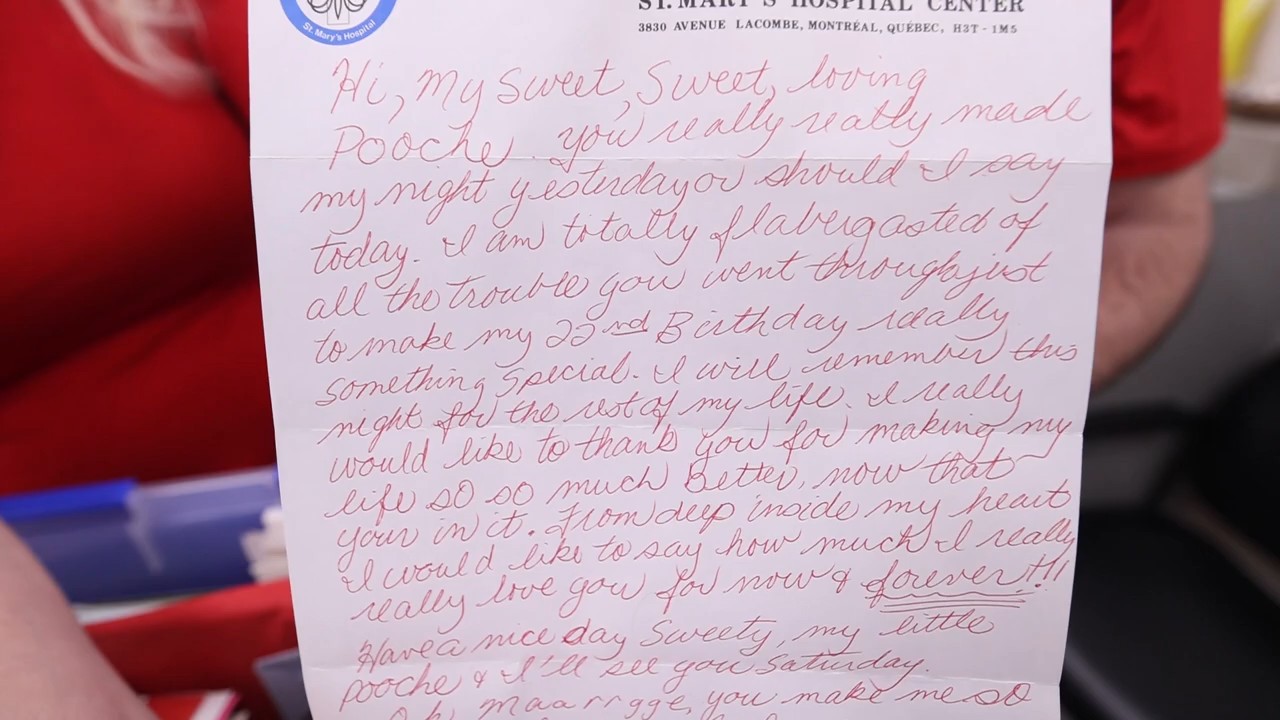 St. Mary's Hospital
ST. MARY'S HOSPITAL CENTER
3830 AVENUE LACOMBE, MONTRÉAL, QUÉBEC, H3T - 1M5
Hi, My Sweet, Sweet, loving
Pooche. You really really made
my night yesterday or should I say
today. I am totally flabergasted of
all the trouble you went through just
to make my 22nd Birthday really
something special. I will remember this
night for the rest of my life. I really
would like to thank you for making my
life so so much Better, now that
your in it. From deep inside my heart
I would like to say how much I really
really love you for now & forever!!!
Have a nice day Sweety, my little
pooche & I'll see you Saturday.
Oh maarrgge, you make me so